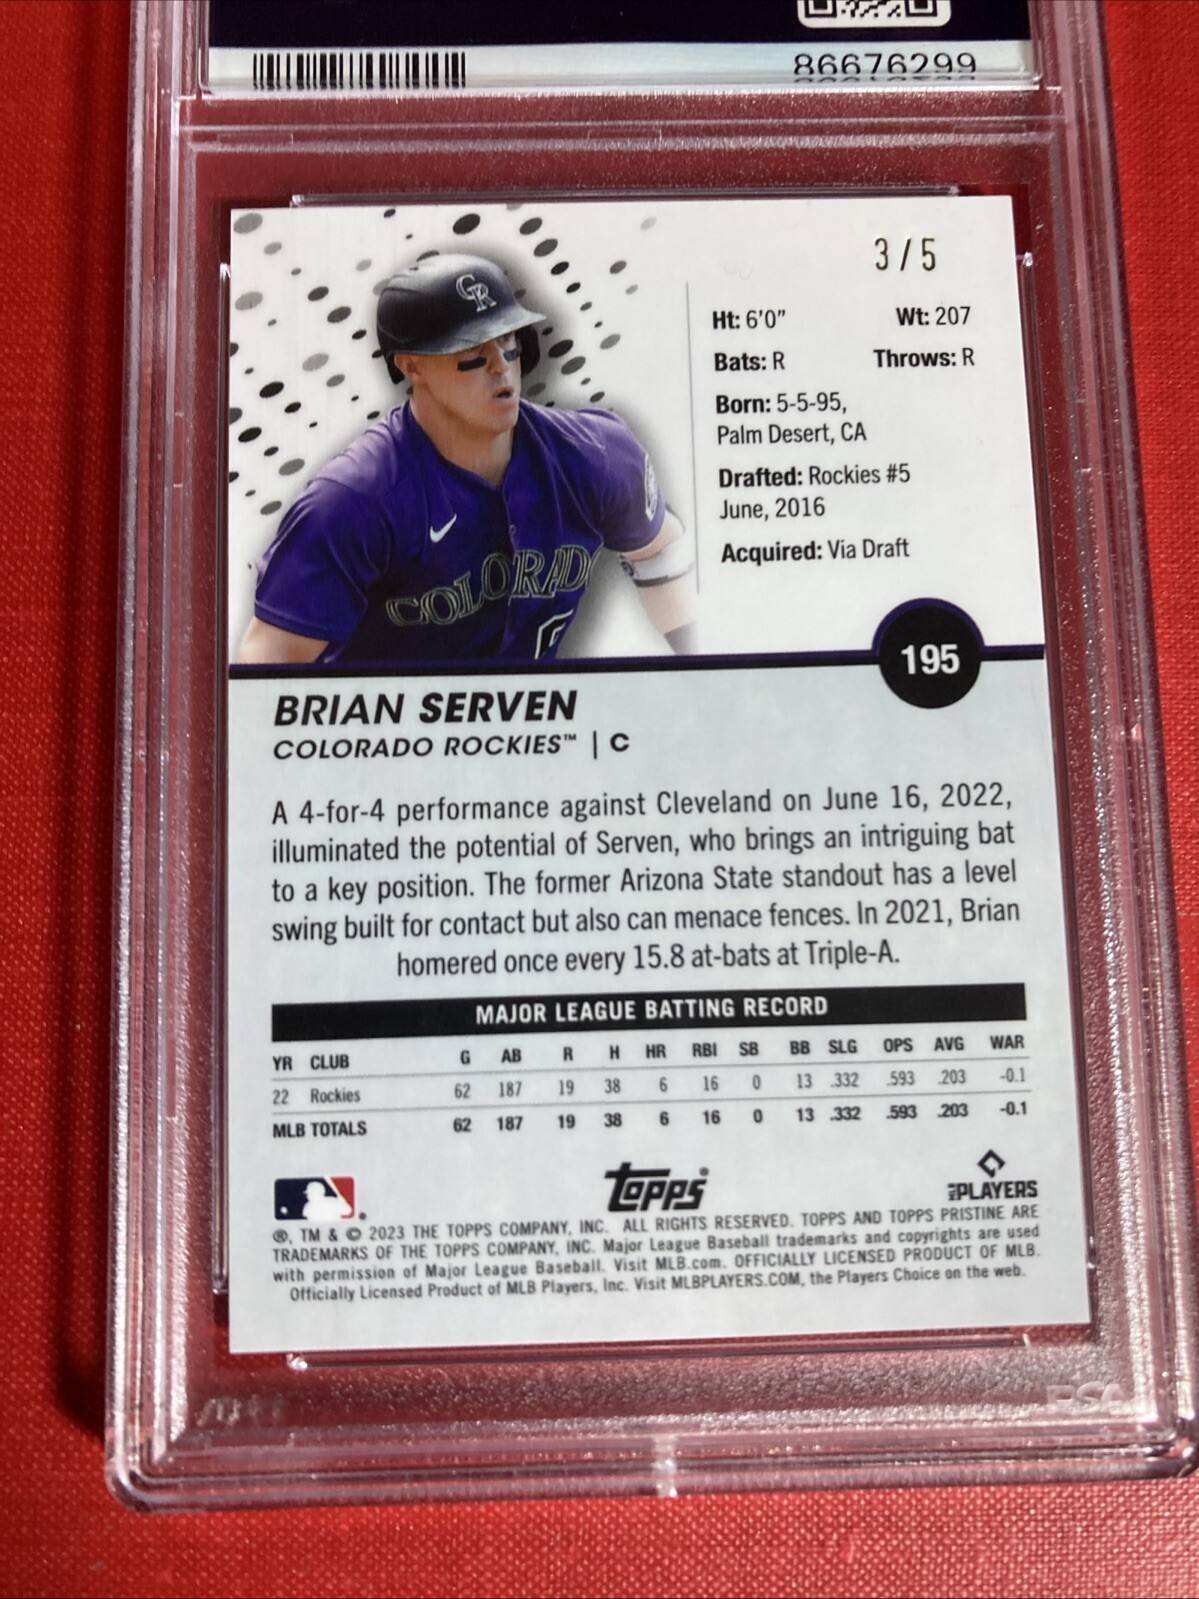 86676299
3/5
CR
Ht: 6'0" Wt: 207
Bats: R Throws: R
Born: 5-5-95,
Palm Desert, CA
Drafted: Rockies #5
June, 2016
Acquired: Via Draft
COLORADO
195
BRIAN SERVEN
COLORADO ROCKIES™ | C
A 4-for-4 performance against Cleveland on June 16, 2022,
illuminated the potential of Serven, who brings an intriguing bat
to a key position. The former Arizona State standout has a level
swing built for contact but also can menace fences. In 2021, Brian
homered once every 15.8 at-bats at Triple-A.
MAJOR LEAGUE BATTING RECORD
YR CLUB G AB R H HR RBI SB BB SLG OPS AVG WAR
22 Rockies 62 187 19 38 6 16 0 13 .332 .593 .203 -0.1
MLB TOTALS 62 187 19 38 6 16 0 13 .332 .593 .203 -0.1
Topps®
MLB PLAYERS
®, TM & © 2023 THE TOPPS COMPANY, INC. ALL RIGHTS RESERVED. TOPPS AND TOPPS PRISTINE ARE
TRADEMARKS OF THE TOPPS COMPANY, INC. Major League Baseball trademarks and copyrights are used
with permission of Major League Baseball. Visit MLB.com. OFFICIALLY LICENSED PRODUCT OF MLB.
Officially Licensed Product of MLB Players, Inc. Visit MLBPLAYERS.COM, the Players Choice on the web.
PSA